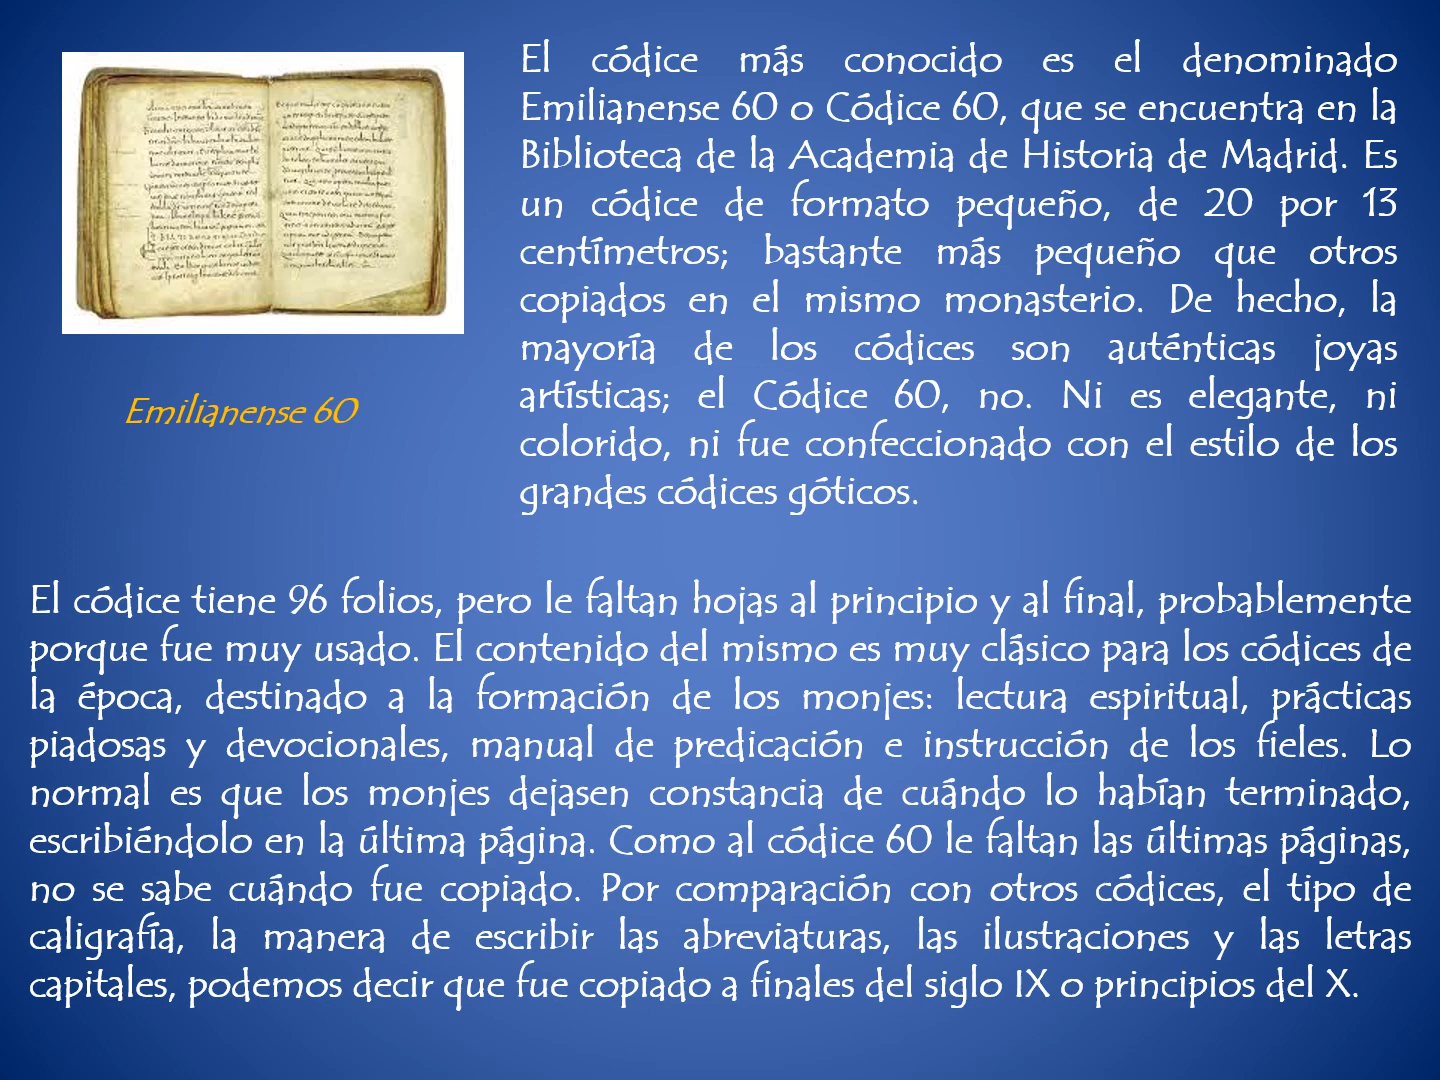 El códice más conocido es el denominado
Emilianense 60 o Códice 60, que se encuentra en la
Biblioteca de la Academia de Historia de Madrid. Es
un códice de formato pequeño, de 20 por 13
centímetros; bastante más pequeño que otros
copiados en el mismo monasterio. De hecho, la
mayoría de los códices son auténticas joyas
artísticas; el Códice 60, no. Ni es elegante, ni
colorido, ni fue confeccionado con el estilo de los
grandes códices góticos.
Emilianense 60
El códice tiene 96 folios, pero le faltan hojas al principio y al final, probablemente
porque fue muy usado. El contenido del mismo es muy clásico para los códices de
la época, destinado a la formación de los monjes: lectura espiritual, prácticas
piadosas y devocionales, manual de predicación e instrucción de los fieles. Lo
normal es que los monjes dejasen constancia de cuándo lo habían terminado,
escribiéndolo en la última página. Como al códice 60 le faltan las últimas páginas,
no se sabe cuándo fue copiado. Por comparación con otros códices, el tipo de
caligrafía, la manera de escribir las abreviaturas, las ilustraciones y las letras
capitales, podemos decir que fue copiado a finales del siglo IX o principios del X.